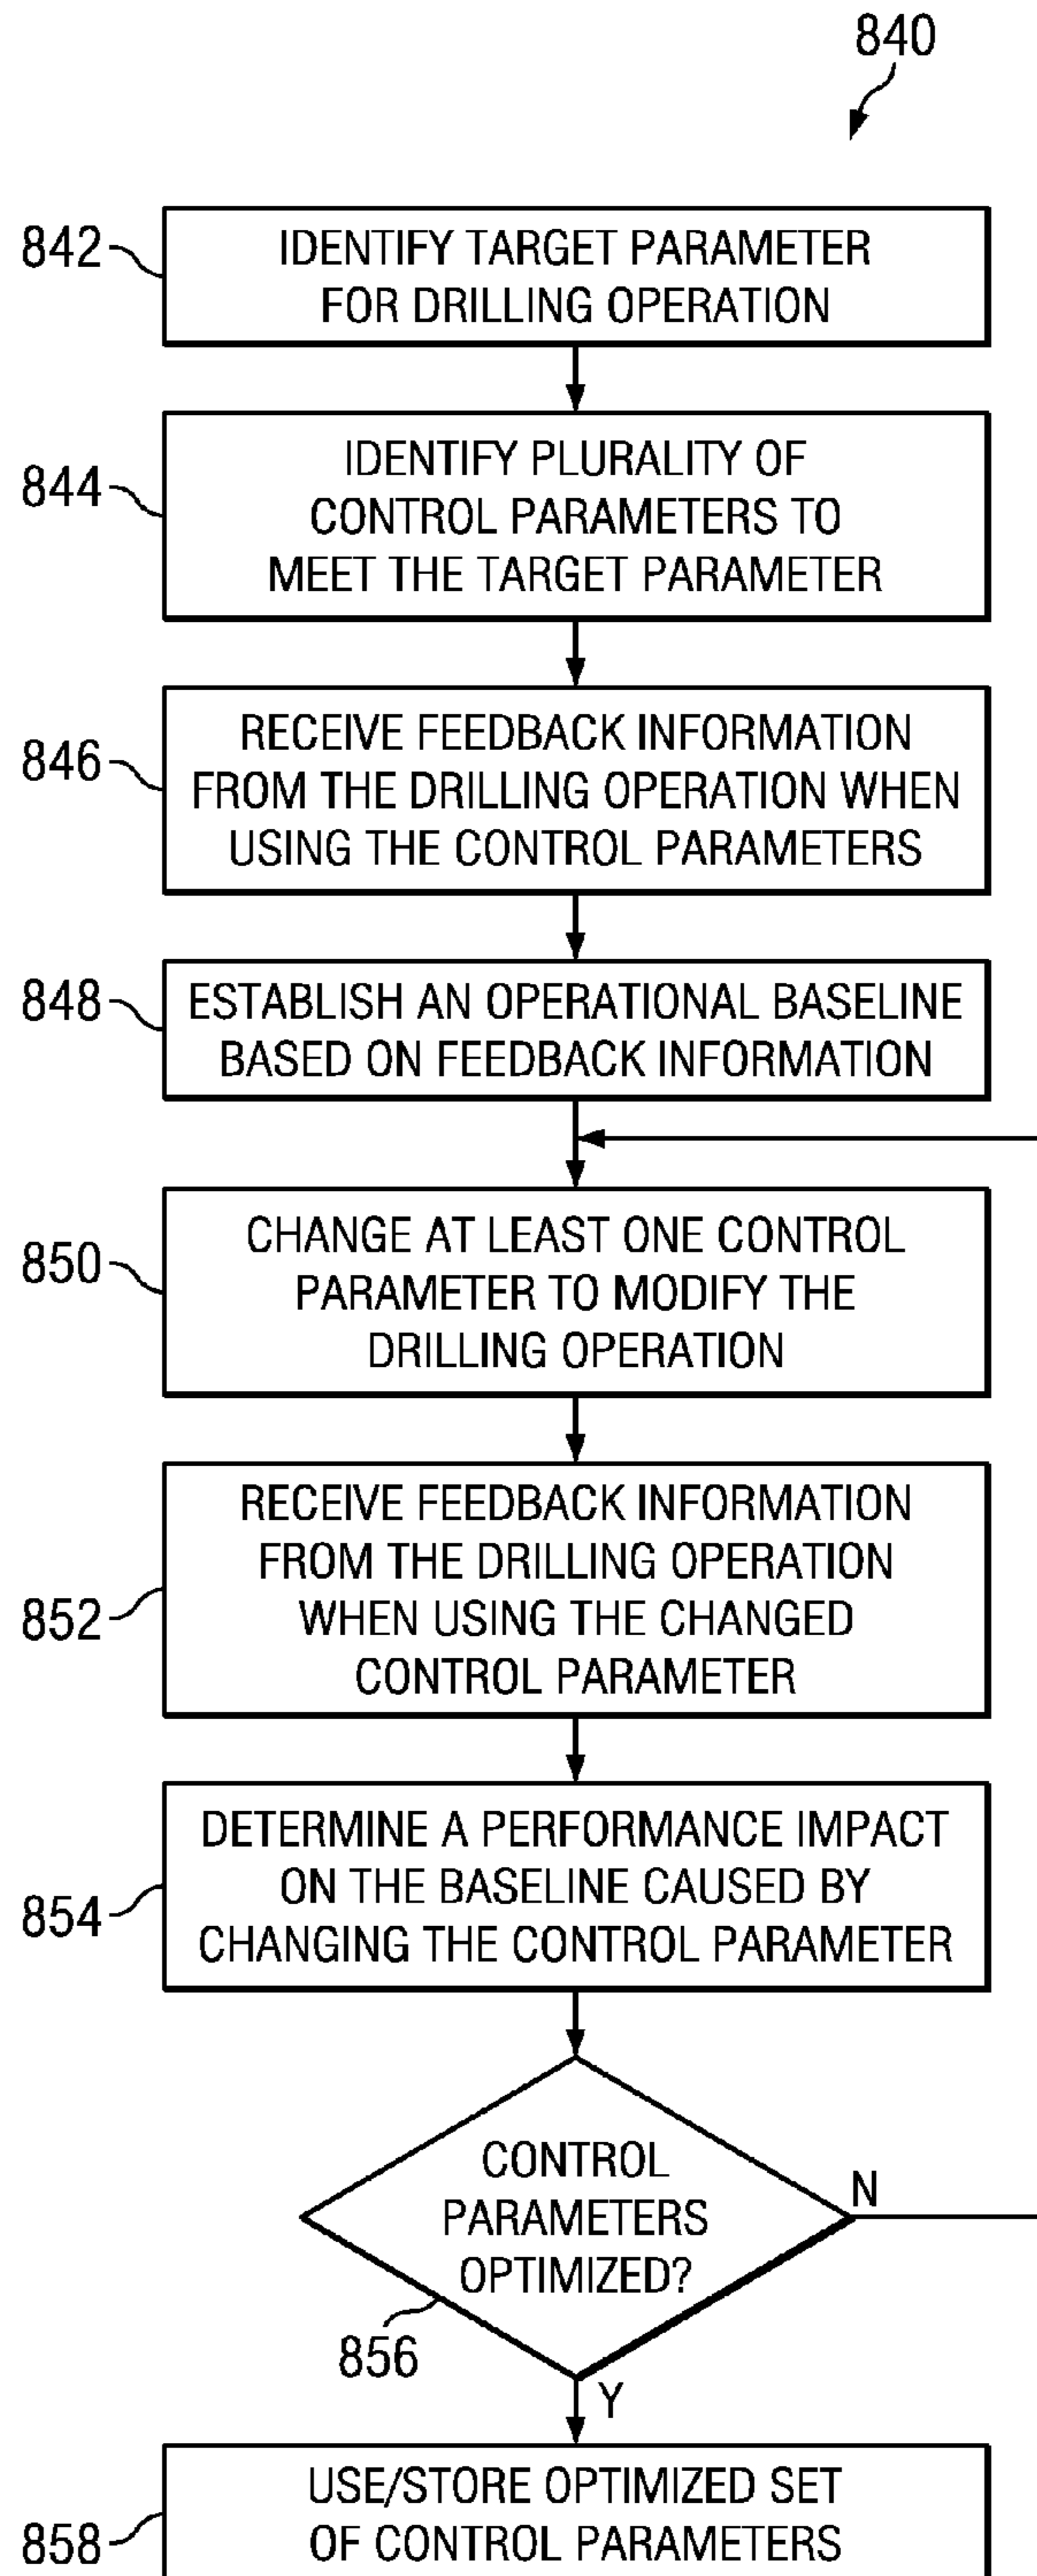 840
842
IDENTIFY TARGET PARAMETER
FOR DRILLING OPERATION
844
IDENTIFY PLURALITY OF
CONTROL PARAMETERS TO
MEET THE TARGET PARAMETER
846
RECEIVE FEEDBACK INFORMATION
FROM THE DRILLING OPERATION WHEN
USING THE CONTROL PARAMETERS
848
ESTABLISH AN OPERATIONAL BASELINE
BASED ON FEEDBACK INFORMATION
850
CHANGE AT LEAST ONE CONTROL
PARAMETER TO MODIFY THE
DRILLING OPERATION
852
RECEIVE FEEDBACK INFORMATION
FROM THE DRILLING OPERATION
WHEN USING THE CHANGED
CONTROL PARAMETER
854
DETERMINE A PERFORMANCE IMPACT
ON THE BASELINE CAUSED BY
CHANGING THE CONTROL PARAMETER
CONTROL
PARAMETERS
OPTIMIZED?
N
856
Y
858
USE/STORE OPTIMIZED SET
OF CONTROL PARAMETERS